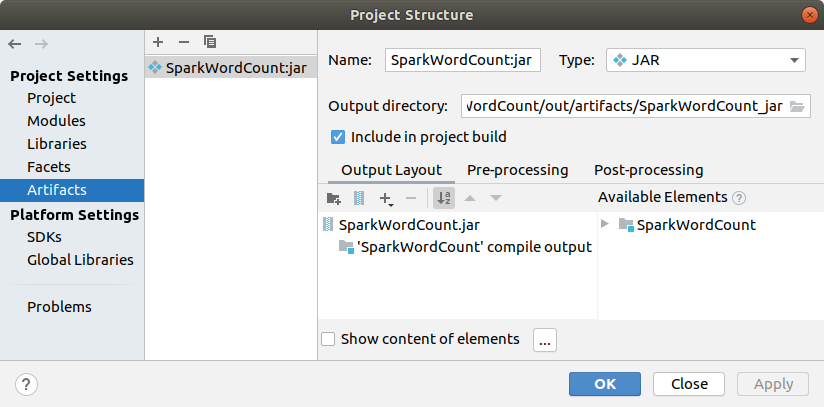 Project Structure
Project Settings
Project
Modules
Libraries
Facets
Artifacts
Platform Settings
SDKs
Global Libraries
Problems
SparkWordCount:jar
Name: SparkWordCount:jar Type: JAR
Output directory: WordCount/out/artifacts/SparkWordCount_jar
Include in project build
Output Layout Pre-processing Post-processing
Available Elements ?
SparkWordCount.jar
'SparkWordCount' compile output
SparkWordCount
Show content of elements ...
? OK Close Apply